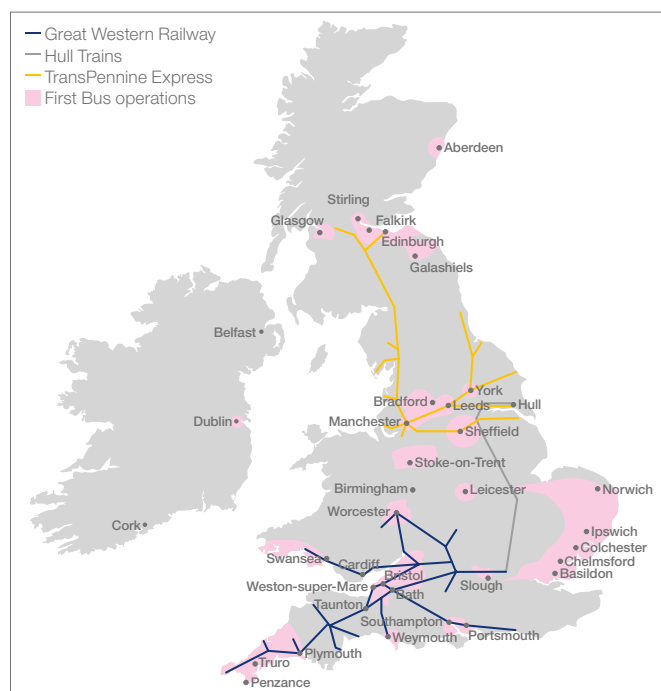 Great Western Railway
Hull Trains
TransPennine Express
First Bus operations
Aberdeen
Stirling
Glasgow
Falkirk
Edinburgh
Galashiels
Belfast
York
Bradford
Leeds
Hull
Dublin
Manchester
Sheffield
Stoke-on-Trent
Birmingham
Leicester
Norwich
Worcester
Cork
Ipswich
Colchester
Swansea
Cardiff
Chelmsford
Bristol
Basildon
Weston-super-Mare
Slough
Bath
Taunton
Southampton
Portsmouth
Weymouth
Plymouth
Truro
Penzance